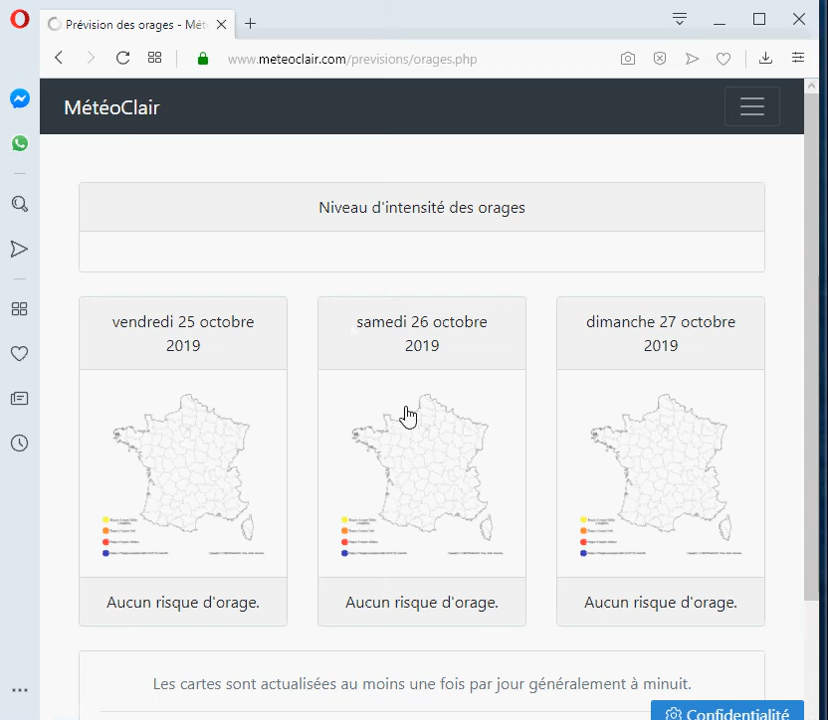 Prévision des orages - Mét
www.meteoclair.com/previsions/orages.php
MétéoClair
Niveau d'intensité des orages
vendredi 25 octobre
2019
samedi 26 octobre
2019
dimanche 27 octobre
2019
Aucun risque d'orage.
Aucun risque d'orage.
Aucun risque d'orage.
Les cartes sont actualisées au moins une fois par jour généralement à minuit.
Confidentialité